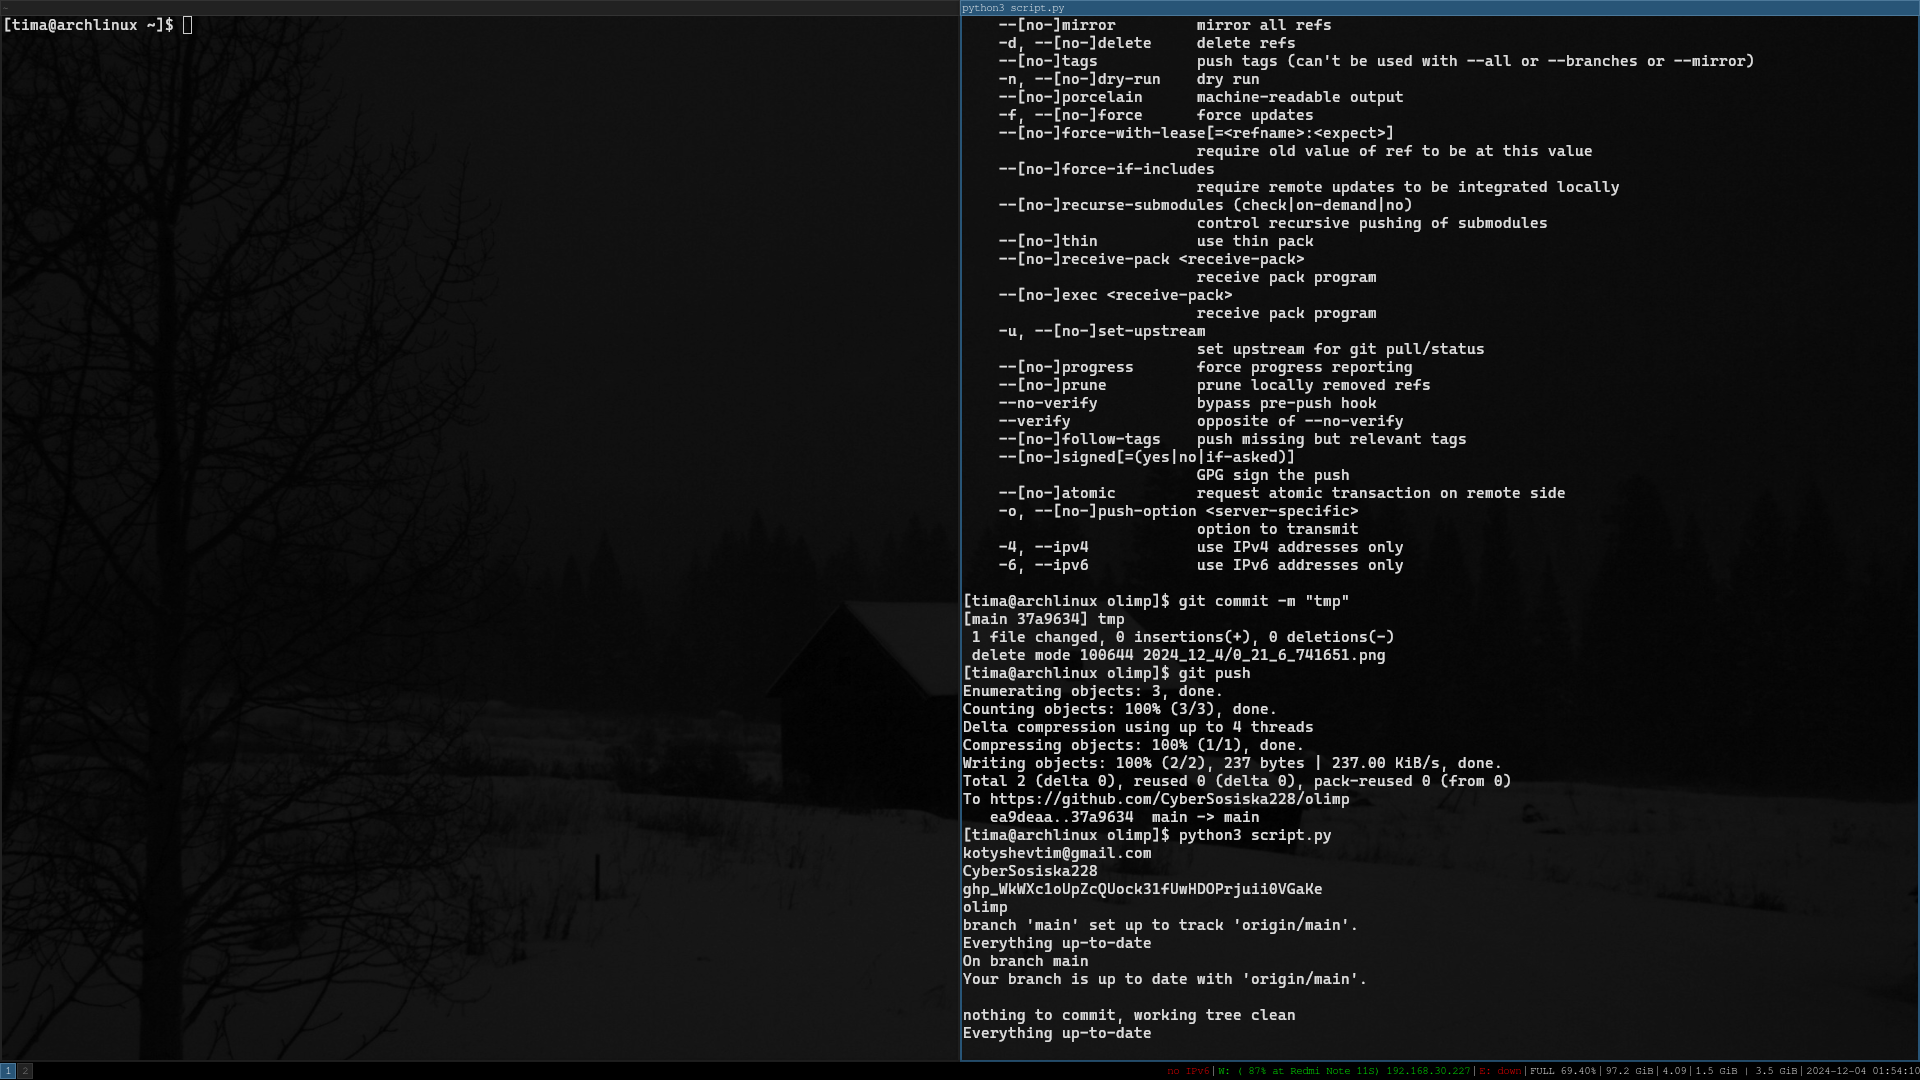 ~
[tima@archlinux ~]$
python3 script.py
--[no-]mirror mirror all refs
-d, --[no-]delete delete refs
--[no-]tags push tags (can't be used with --all or --branches or --mirror)
-n, --[no-]dry-run dry run
--[no-]porcelain machine-readable output
-f, --[no-]force force updates
--[no-]force-with-lease[=<refname>:<expect>]
require old value of ref to be at this value
--[no-]force-if-includes
require remote updates to be integrated locally
--[no-]recurse-submodules (check|on-demand|no)
control recursive pushing of submodules
--[no-]thin use thin pack
--[no-]receive-pack <receive-pack>
receive pack program
--[no-]exec <receive-pack>
receive pack program
-u, --[no-]set-upstream
set upstream for git pull/status
--[no-]progress force progress reporting
--[no-]prune prune locally removed refs
--no-verify bypass pre-push hook
--verify opposite of --no-verify
--[no-]follow-tags push missing but relevant tags
--[no-]signed[=(yes|no|if-asked)]
GPG sign the push
--[no-]atomic request atomic transaction on remote side
-o, --[no-]push-option <server-specific>
option to transmit
-4, --ipv4 use IPv4 addresses only
-6, --ipv6 use IPv6 addresses only
[tima@archlinux olimp]$ git commit -m "tmp"
[main 37a9634] tmp
1 file changed, 0 insertions(+), 0 deletions(-)
delete mode 100644 2024_12_4/0_21_6_741651.png
[tima@archlinux olimp]$ git push
Enumerating objects: 3, done.
Counting objects: 100% (3/3), done.
Delta compression using up to 4 threads
Compressing objects: 100% (1/1), done.
Writing objects: 100% (2/2), 237 bytes | 237.00 KiB/s, done.
Total 2 (delta 0), reused 0 (delta 0), pack-reused 0 (from 0)
To https://github.com/CyberSosiska228/olimp
ea9deaa..37a9634 main -> main
[tima@archlinux olimp]$ python3 script.py
kotyshevtim@gmail.com
CyberSosiska228
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
olimp
branch 'main' set up to track 'origin/main'.
Everything up-to-date
On branch main
Your branch is up to date with 'origin/main'.
nothing to commit, working tree clean
Everything up-to-date
1 2
no IPv6|W: ( 87% at Redmi Note 11S) 192.168.30.227|E: down|FULL 69.40%|97.2 GiB|4.09|1.5 GiB | 3.5 GiB|2024-12-04 01:54:10